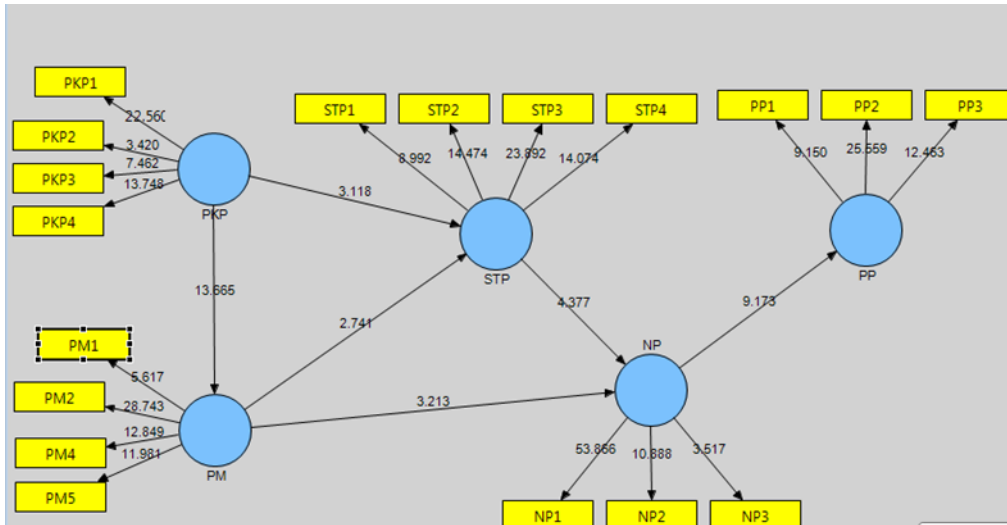 PKP1
PKP2
PKP3
PKP4
22.560
3.420
7.462
13.748
PKP
STP1
STP2
STP3
STP4
8.992
14.474
23.892
14.074
STP
PP1
PP2
PP3
9.150
25.569
12.463
PP
3.118
13.665
2.741
4.377
9.173
3.213
PM1
PM2
PM4
PM5
5.617
28.743
12.849
11.981
PM
NP
53.866
10.888
3.517
NP1
NP2
NP3